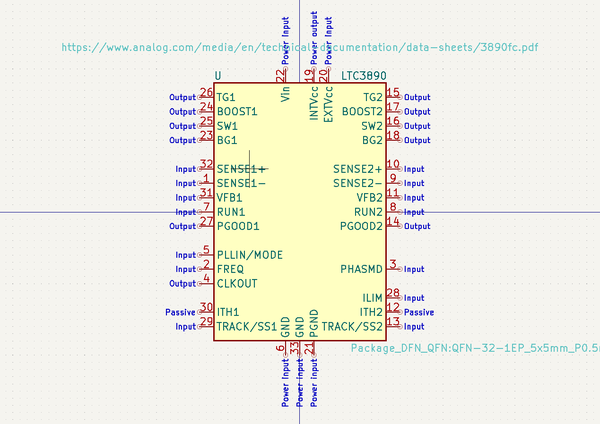 https://www.analog.com/media/en/technical-documentation/data-sheets/3890fc.pdf
Power Input
Power output
Power Input
22
19
20
U
LTC3890
Vin
INTVcc
EXTVcc
Output 26 TG1 TG2 15 Output
Output 24 BOOST1 BOOST2 17 Output
Output 25 SW1 SW2 16 Output
Output 23 BG1 BG2 18 Output
Input 32 SENSE1+ SENSE2+ 10 Input
Input 1 SENSE1- SENSE2- 9 Input
Input 31 VFB1 VFB2 11 Input
Input 7 RUN1 RUN2 8 Input
Output 27 PGOOD1 PGOOD2 14 Output
Input 5 PLLIN/MODE
Input 2 FREQ PHASMD 3 Input
Output 4 CLKOUT
ILIM 28 Input
Passive 30 ITH1 ITH2 12 Passive
Input 29 TRACK/SS1 TRACK/SS2 13 Input
GND
GND
PGND
6
33
21
Package_DFN_QFN:QFN-32-1EP_5x5mm_P0.5
Power Input
Power Input
Power Input